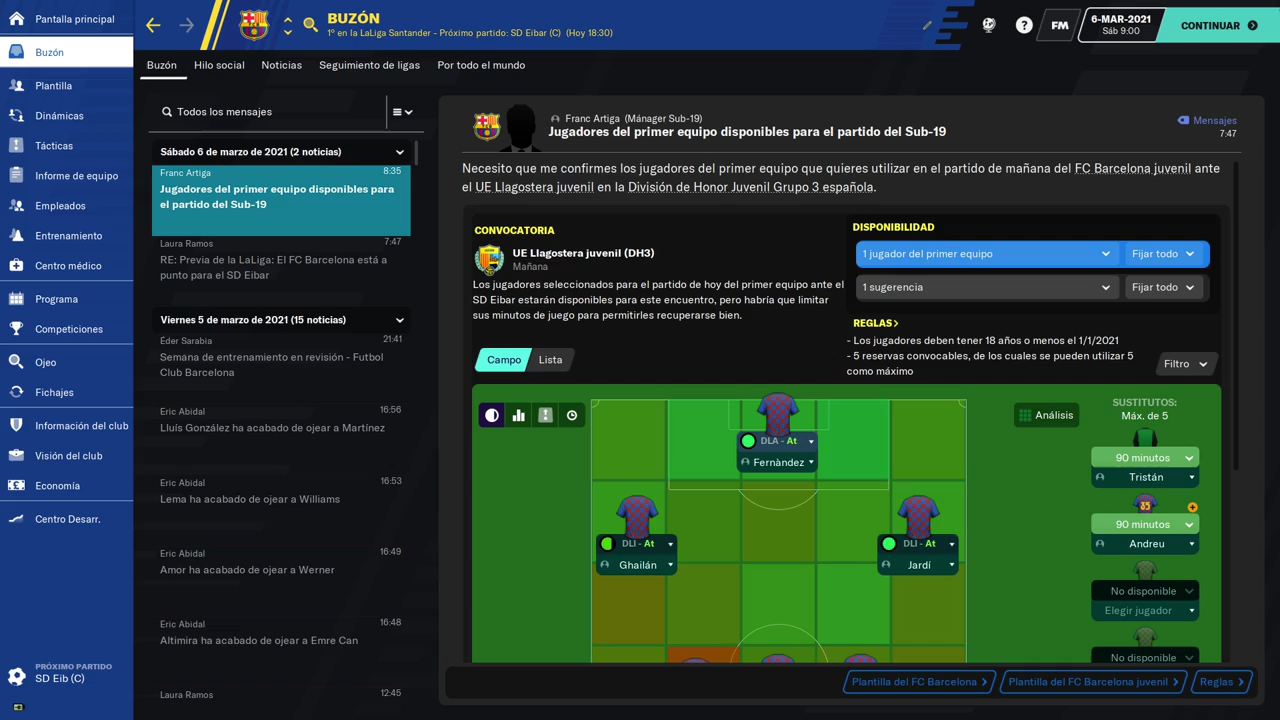 Pantalla principal
Buzón
Plantilla
Dinámicas
Tácticas
Informe de equipo
Empleados
Entrenamiento
Centro médico
Programa
Competiciones
Ojeo
Fichajes
Información del club
Visión del club
Economía
Centro Desarr.
PRÓXIMO PARTIDO
SD Eib (C)
BUZÓN
1º en la LaLiga Santander - Próximo partido: SD Eibar (C) (Hoy 18:30)
FM
6-MAR-2021
Sáb 9:00
CONTINUAR
Buzón Hilo social Noticias Seguimiento de ligas Por todo el mundo
Todos los mensajes
Sábado 6 de marzo de 2021 (2 noticias)
Franc Artiga 8:35
Jugadores del primer equipo disponibles para
el partido del Sub-19
Laura Ramos 7:47
RE: Previa de la LaLiga: El FC Barcelona está a
punto para el SD Eibar
Viernes 5 de marzo de 2021 (15 noticias)
Éder Sarabia 21:41
Semana de entrenamiento en revisión - Futbol
Club Barcelona
Eric Abidal 16:56
Lluís González ha acabado de ojear a Martínez
Eric Abidal 16:53
Lema ha acabado de ojear a Williams
Eric Abidal 16:49
Amor ha acabado de ojear a Werner
Eric Abidal 16:48
Altimira ha acabado de ojear a Emre Can
Laura Ramos 12:45
Franc Artiga (Mánager Sub-19)
Jugadores del primer equipo disponibles para el partido del Sub-19
Mensajes
7:47
Necesito que me confirmes los jugadores del primer equipo que quieres utilizar en el partido de mañana del FC Barcelona juvenil ante
el UE Llagostera juvenil en la División de Honor Juvenil Grupo 3 española.
CONVOCATORIA
UE Llagostera juvenil (DH3)
Mañana
Los jugadores seleccionados para el partido de hoy del primer equipo ante el
SD Eibar estarán disponibles para este encuentro, pero habría que limitar
sus minutos de juego para permitirles recuperarse bien.
DISPONIBILIDAD
1 jugador del primer equipo Fijar todo
1 sugerencia Fijar todo
REGLAS
- Los jugadores deben tener 18 años o menos el 1/1/2021
- 5 reservas convocables, de los cuales se pueden utilizar 5
como máximo
Filtro
Campo Lista
Análisis
SUSTITUTOS:
Máx. de 5
DLA - At
Fernàndez
DLI - At
Ghailán
DLI - At
Jardí
90 minutos
Tristán
85
90 minutos
Andreu
No disponible
Elegir jugador
No disponible
Plantilla del FC Barcelona Plantilla del FC Barcelona juvenil Reglas